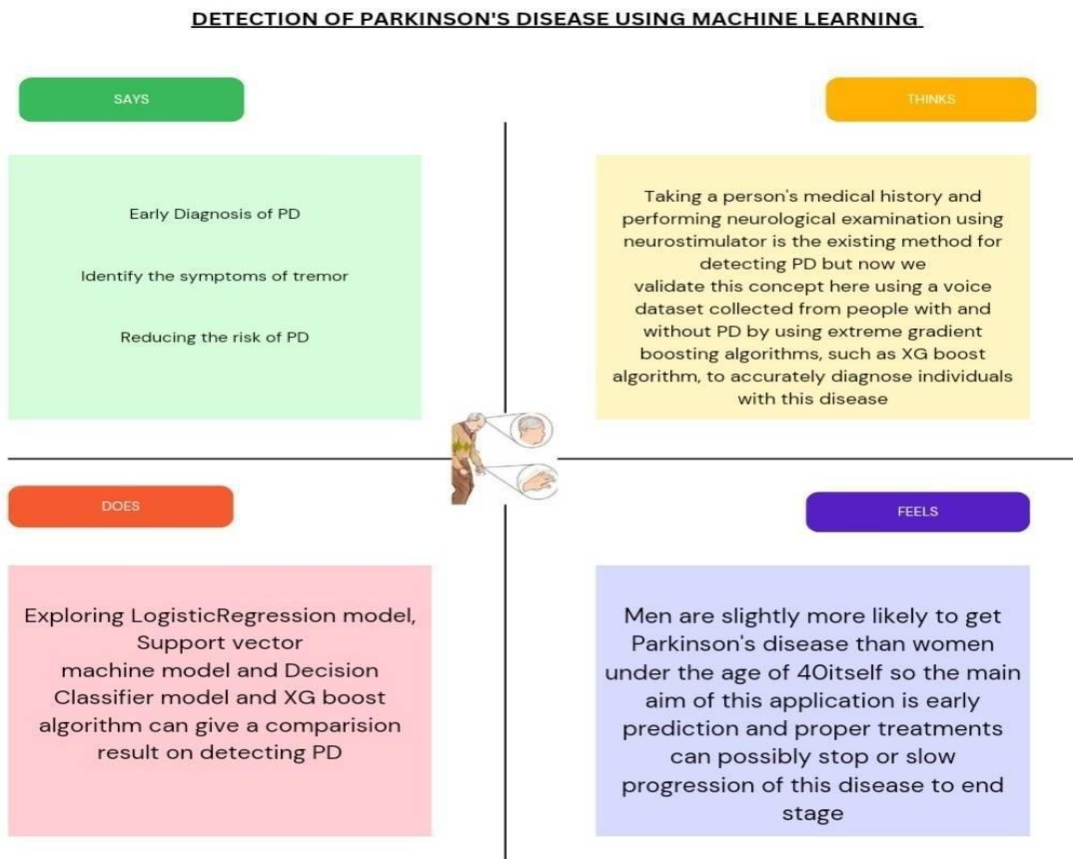 DETECTION OF PARKINSON'S DISEASE USING MACHINE LEARNING
SAYS
Early Diagnosis of PD
Identify the symptoms of tremor
Reducing the risk of PD
THINKS
Taking a person's medical history and
performing neurological examination using
neurostimulator is the existing method for
detecting PD but now we
validate this concept here using a voice
dataset collected from people with and
without PD by using extreme gradient
boosting algorithms, such as XG boost
algorithm, to accurately diagnose individuals
with this disease
DOES
Exploring LogisticRegression model,
Support vector
machine model and Decision
Classifier model and XG boost
algorithm can give a comparision
result on detecting PD
FEELS
Men are slightly more likely to get
Parkinson's disease than women
under the age of 40itself so the main
aim of this application is early
prediction and proper treatments
can possibly stop or slow
progression of this disease to end
stage